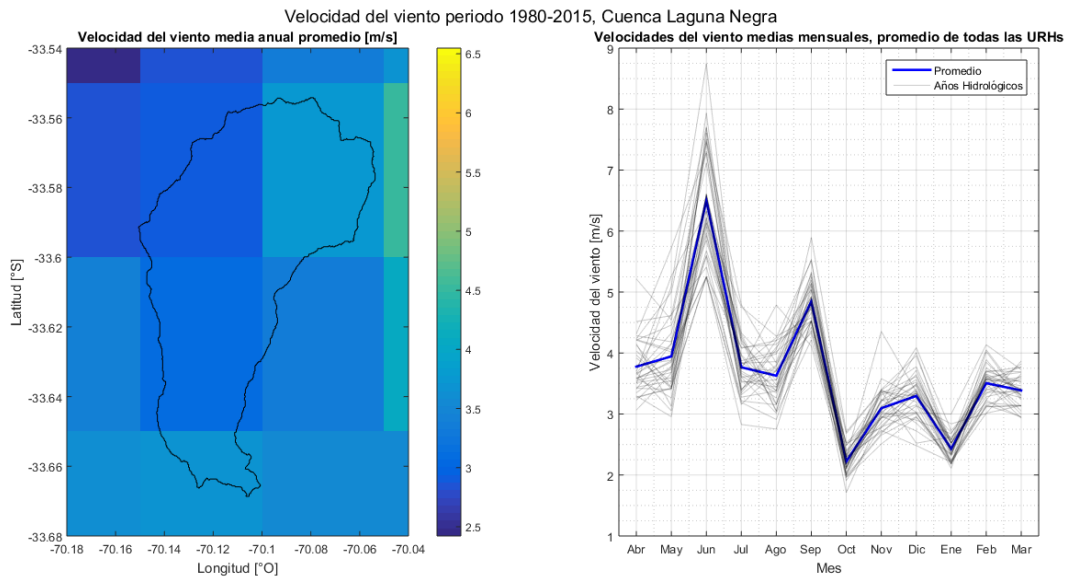 Velocidad del viento periodo 1980-2015, Cuenca Laguna Negra
Velocidad del viento media anual promedio [m/s]
-33.54
-33.56
-33.58
-33.6
-33.62
-33.64
-33.66
-33.68
Latitud [°S]
-70.18 -70.16 -70.14 -70.12 -70.1 -70.08 -70.06 -70.04
Longitud [°O]
6.5
6
5.5
5
4.5
4
3.5
3
2.5
Velocidades del viento medias mensuales, promedio de todas las URHs
9
8
7
6
5
4
3
2
1
Velocidad del viento [m/s]
Promedio
Años Hidrológicos
Abr May Jun Jul Ago Sep Oct Nov Dic Ene Feb Mar
Mes